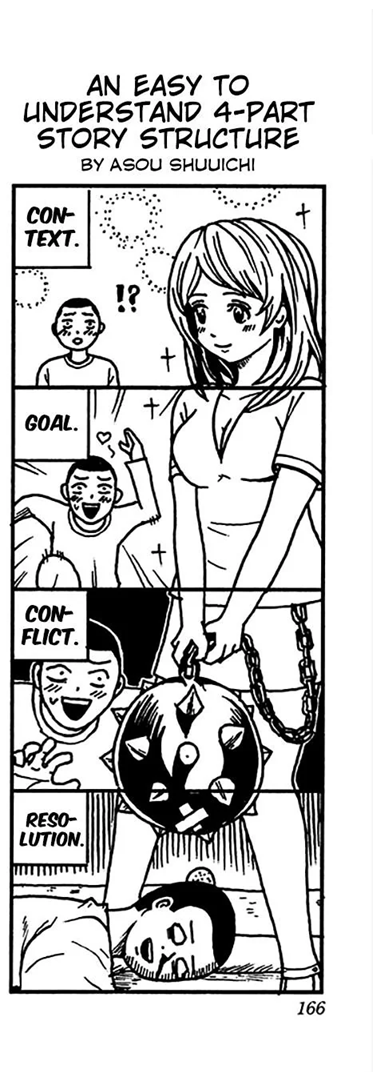 AN EASY TO
UNDERSTAND 4-PART
STORY STRUCTURE
BY ASOU SHUUICHI
CON-
TEXT.
!?
GOAL.
CON-
FLICT.
RESO-
LUTION.
166